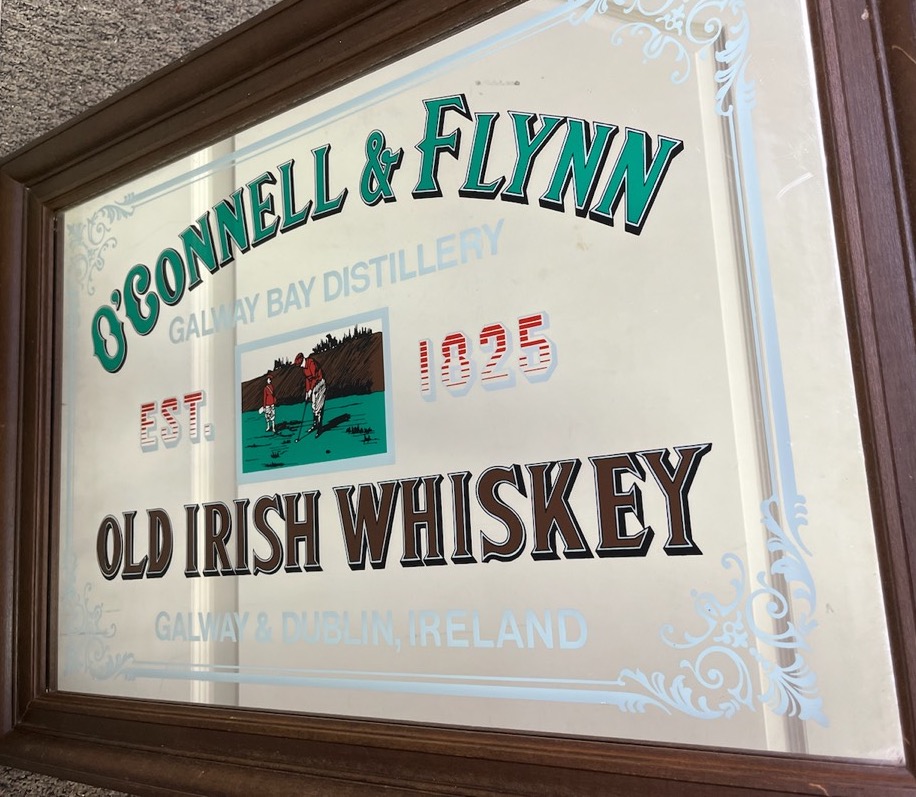 O'CONNELL & FLYNN
GALWAY BAY DISTILLERY
EST. 1825
OLD IRISH WHISKEY
GALWAY & DUBLIN, IRELAND